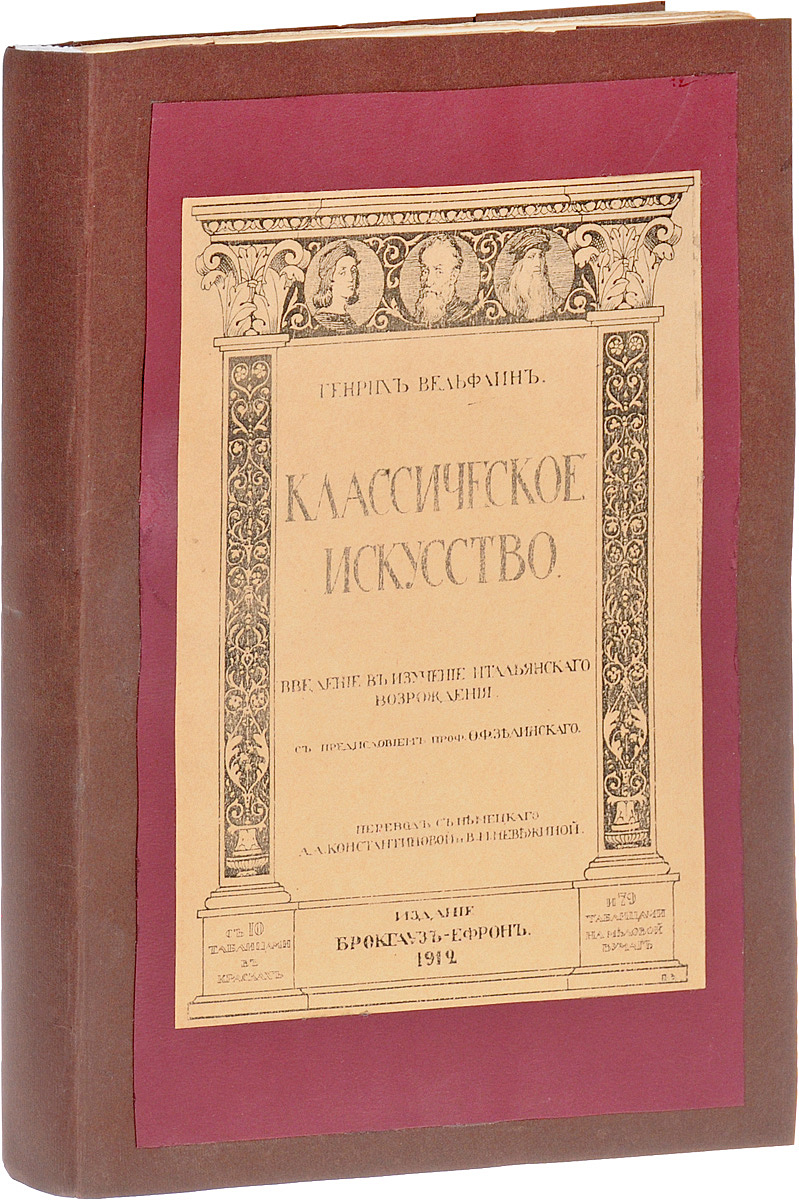 ГЕНРИХЪ ВЕЛЬФЛИНЪ.
КЛАССИЧЕСКОЕ
ИСКУССТВО.
ВВЕДЕНІЕ ВЪ ИЗУЧЕНІЕ ИТАЛЬЯНСКАГО
ВОЗРОЖДЕНІЯ.
СЪ ПРЕДИСЛОВІЕМЪ ПРОФ. Ѳ.Ф.ЗѢЛИНСКАГО.
ПЕРЕВОДЪ СЪ НѢМЕЦКАГО
А.А.КОНСТАНТИНОВОЙ и В.М.НЕВѢЖИНОЙ.
СЪ 10
ТАБЛИЦАМИ
ВЪ
КРАСКАХЪ
ИЗДАНІЕ
БРОКГАУЗЪ-ЕФРОНЪ.
1912
И 79
ТАБЛИЦАМИ
НА МѢЛОВОЙ
БУМАГѢ